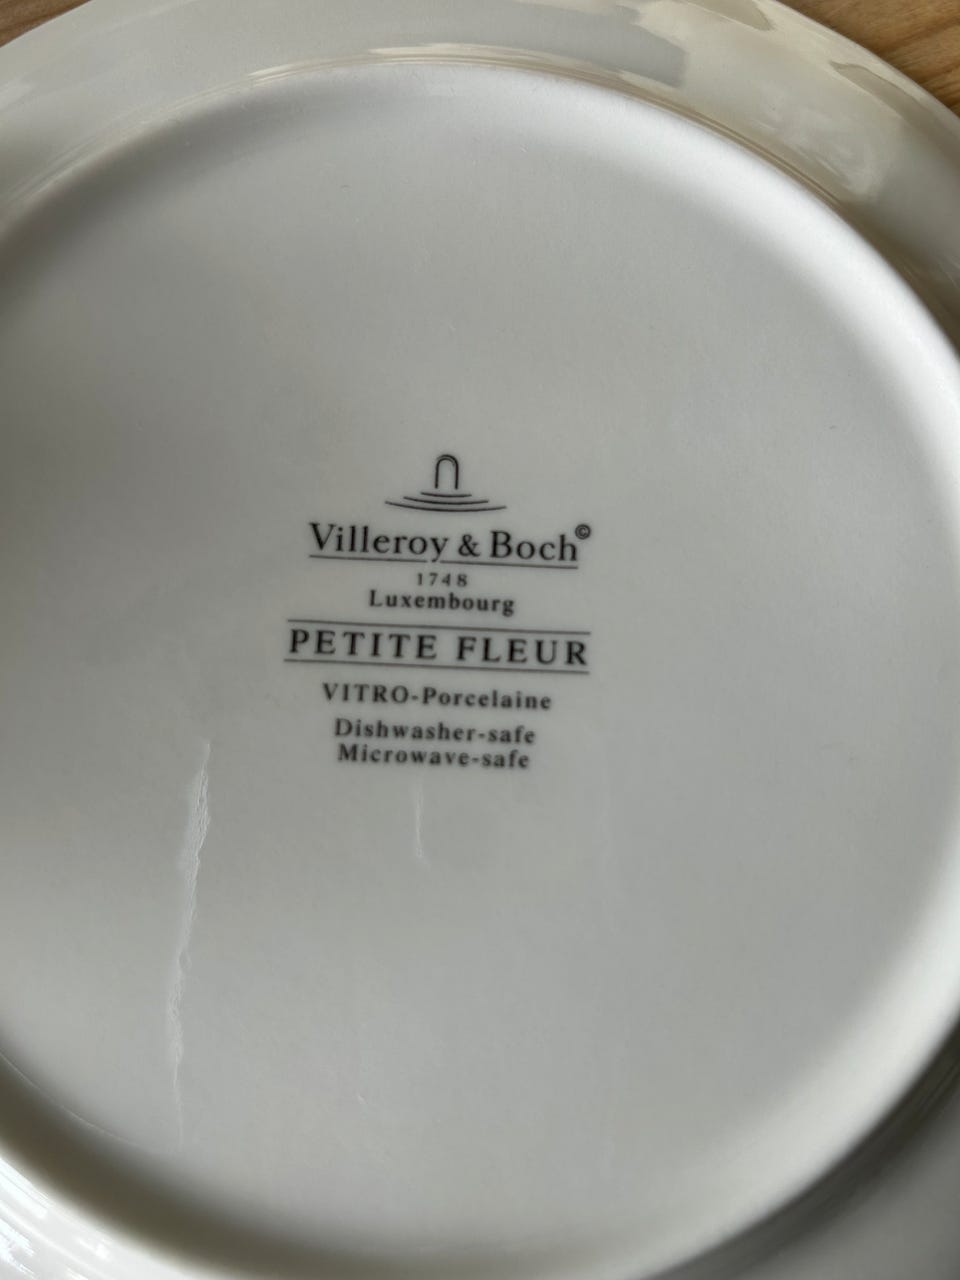 Villeroy & Boch©
1748
Luxembourg
PETITE FLEUR
VITRO-Porcelaine
Dishwasher-safe
Microwave-safe